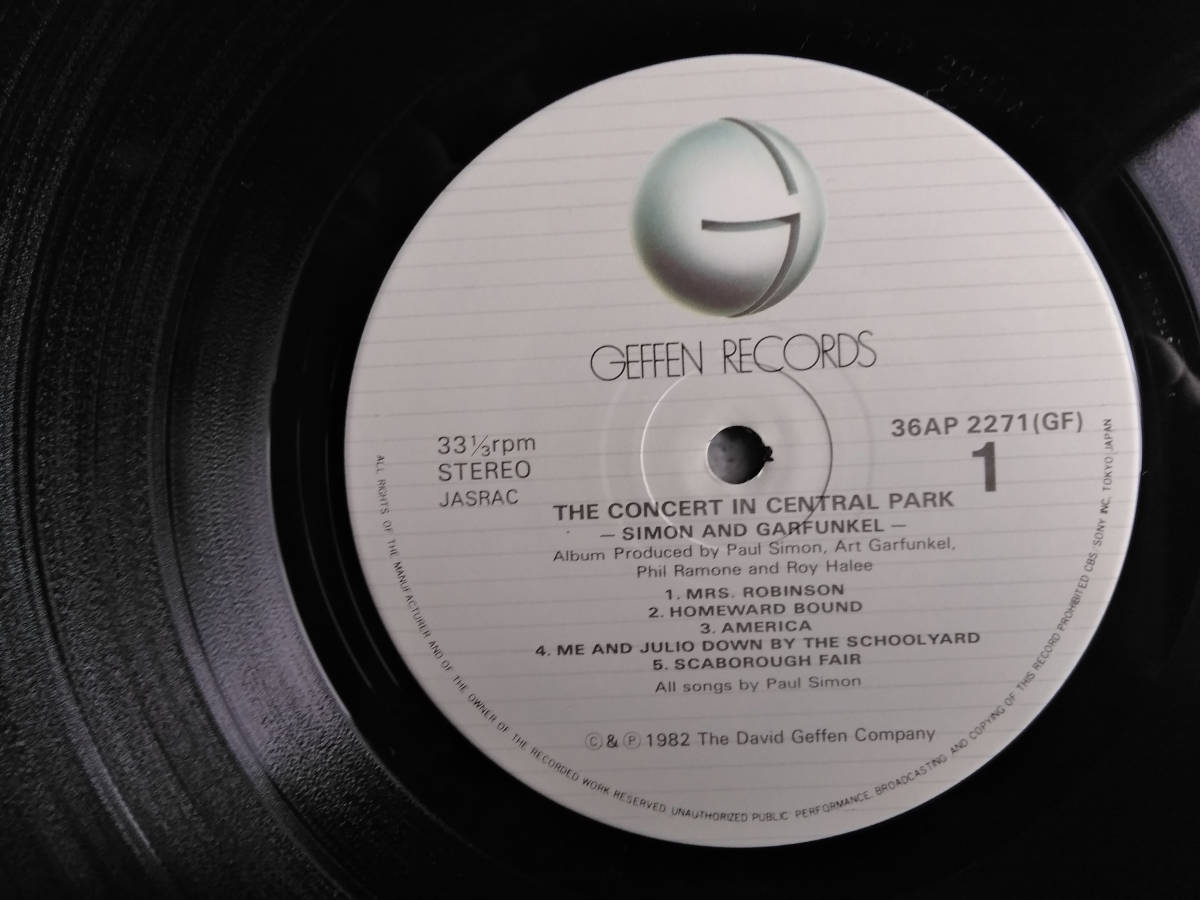 GEFFEN RECORDS
33⅓rpm
STEREO
JASRAC
36AP 2271(GF)
1
THE CONCERT IN CENTRAL PARK
— SIMON AND GARFUNKEL —
Album Produced by Paul Simon, Art Garfunkel,
Phil Ramone and Roy Halee
1. MRS. ROBINSON
2. HOMEWARD BOUND
3. AMERICA
4. ME AND JULIO DOWN BY THE SCHOOLYARD
5. SCABOROUGH FAIR
All songs by Paul Simon
© & ℗ 1982 The David Geffen Company
ALL RIGHTS OF THE MANUFACTURER AND OF THE OWNER OF THE RECORDED WORK RESERVED. UNAUTHORIZED PUBLIC PERFORMANCE, BROADCASTING AND COPYING OF THIS RECORD PROHIBITED CBS/SONY INC. TOKYO, JAPAN